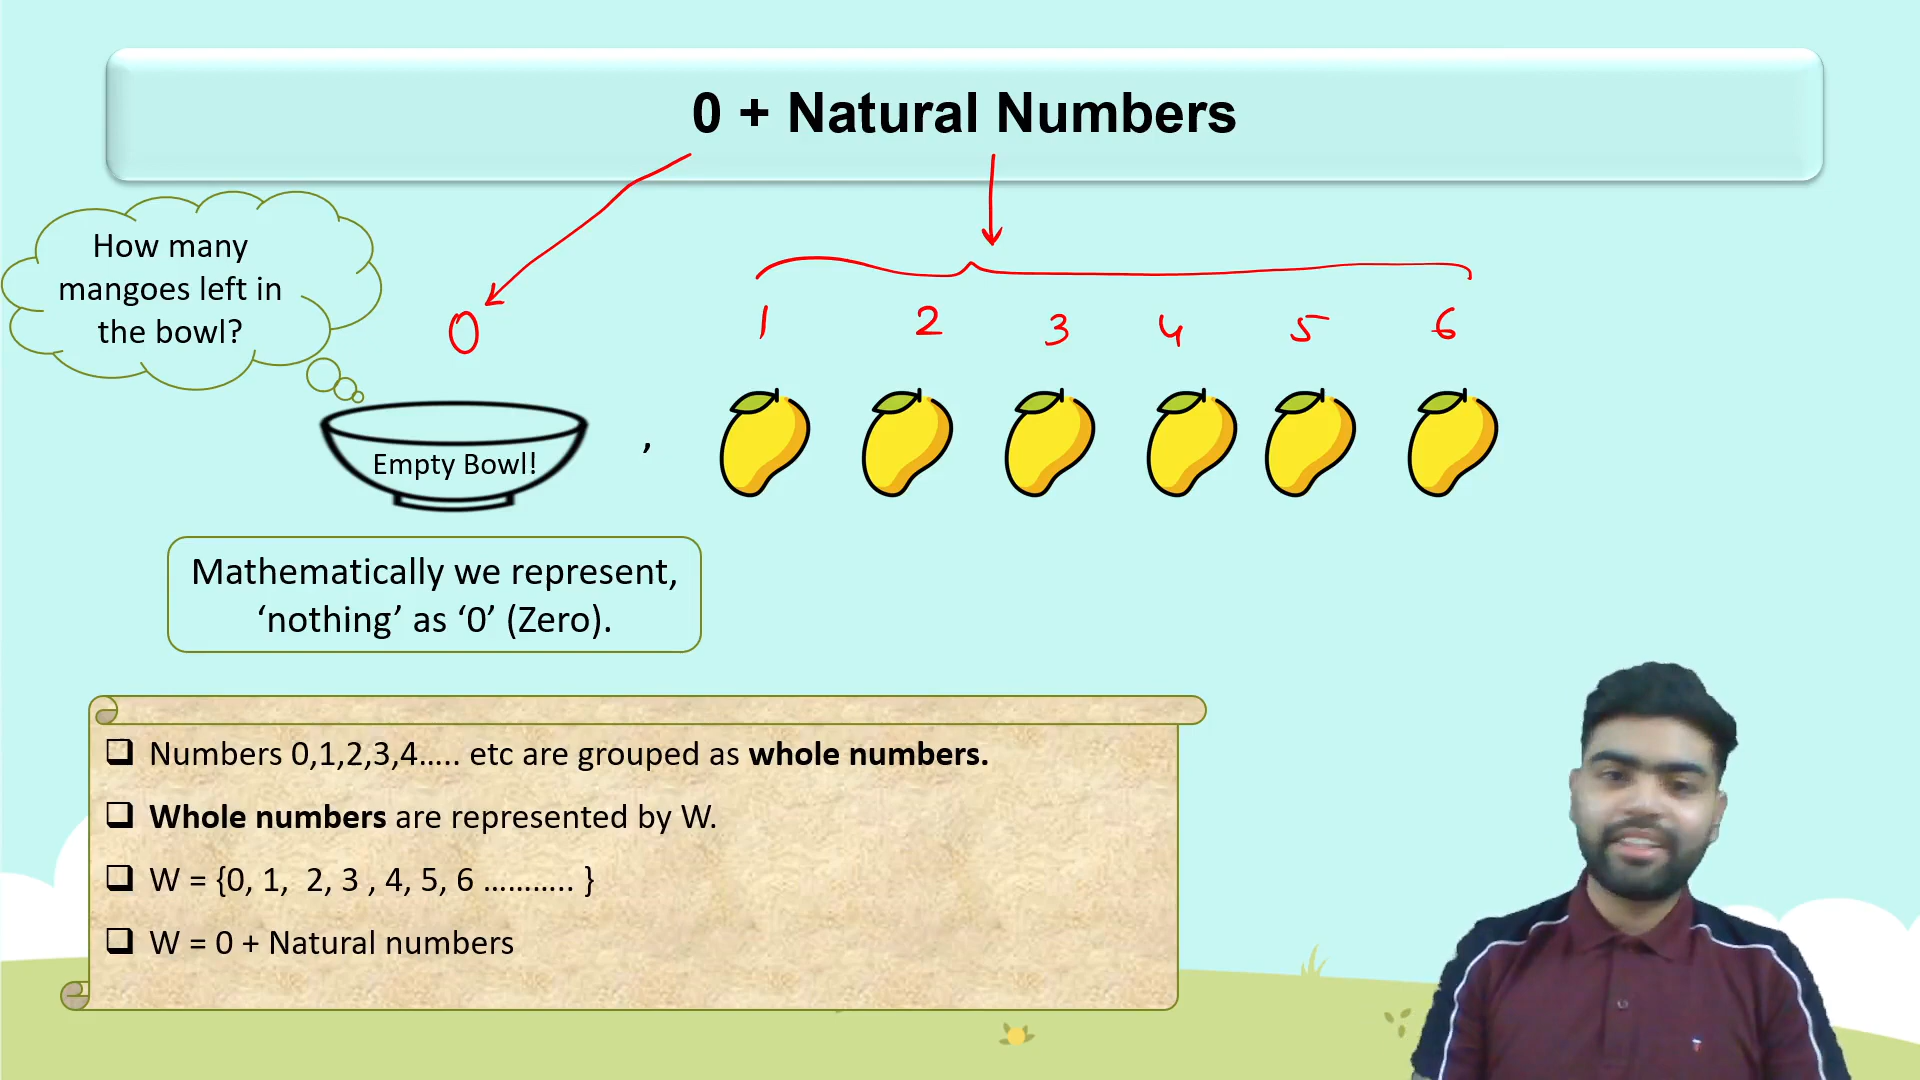 0 + Natural Numbers
How many
mangoes left in
the bowl?
0
1 2 3 4 5 6
Empty Bowl!
,
Mathematically we represent,
‘nothing’ as ‘0’ (Zero).
❑ Numbers 0,1,2,3,4….. etc are grouped as whole numbers.
❑ Whole numbers are represented by W.
❑ W = {0, 1, 2, 3 , 4, 5, 6 ……….. }
❑ W = 0 + Natural numbers